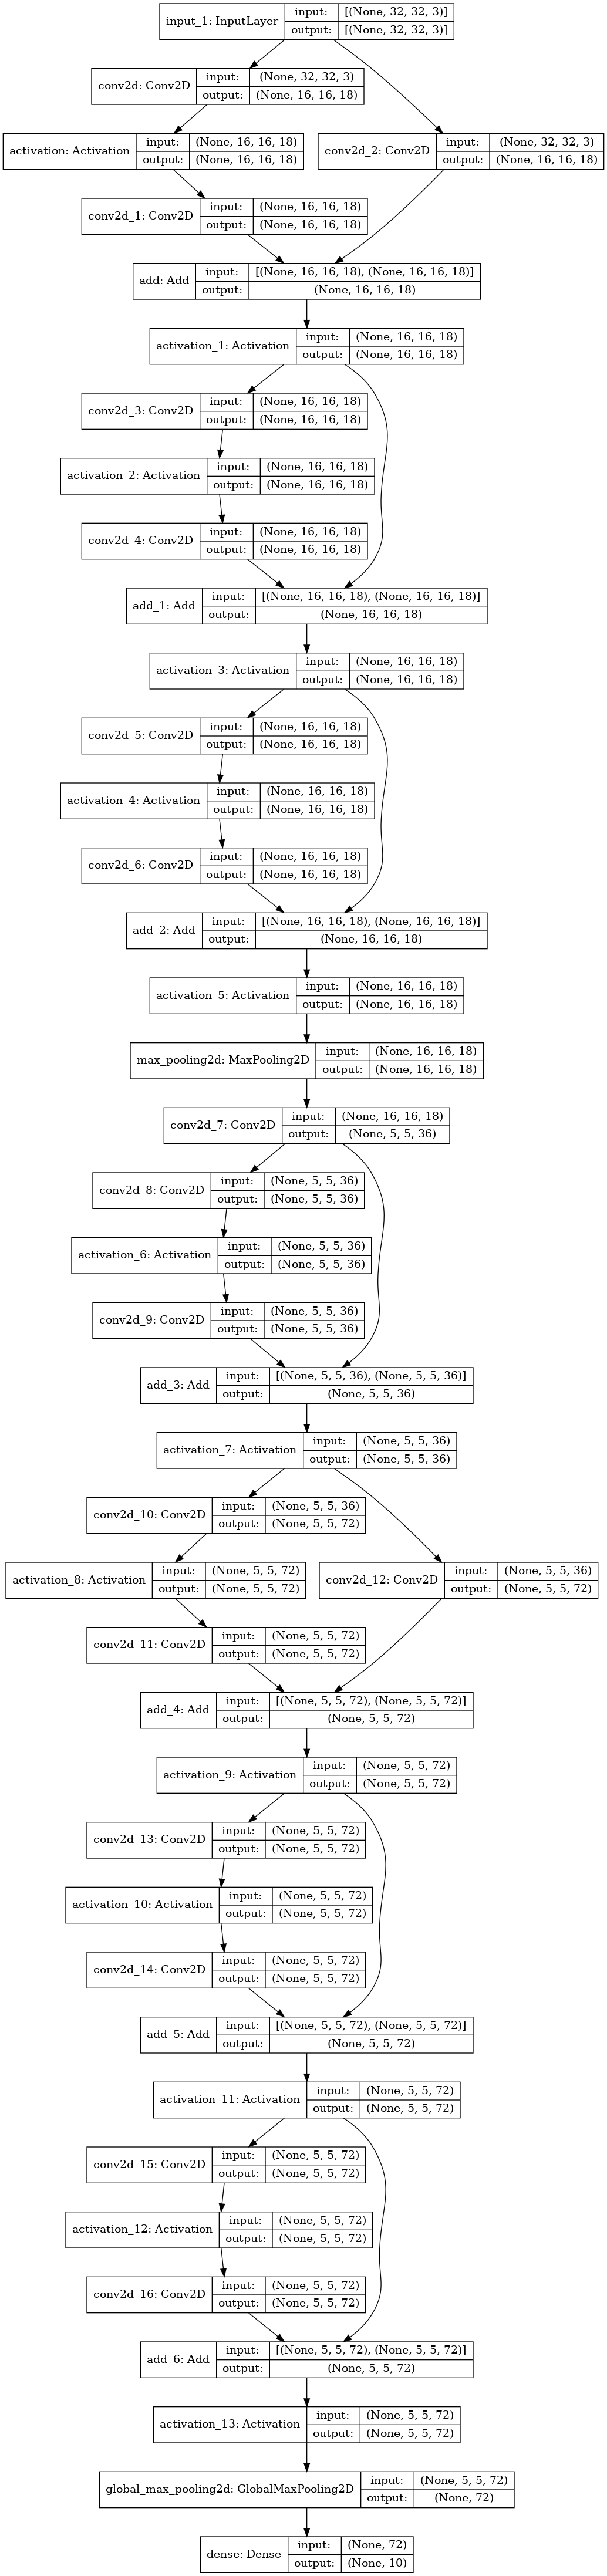 input_1: InputLayer
input: [(None, 32, 32, 3)]
output: [(None, 32, 32, 3)]
conv2d: Conv2D
input: (None, 32, 32, 3)
output: (None, 16, 16, 18)
activation: Activation
input: (None, 16, 16, 18)
output: (None, 16, 16, 18)
conv2d_2: Conv2D
input: (None, 32, 32, 3)
output: (None, 16, 16, 18)
conv2d_1: Conv2D
input: (None, 16, 16, 18)
output: (None, 16, 16, 18)
add: Add
input: [(None, 16, 16, 18), (None, 16, 16, 18)]
output: (None, 16, 16, 18)
activation_1: Activation
input: (None, 16, 16, 18)
output: (None, 16, 16, 18)
conv2d_3: Conv2D
input: (None, 16, 16, 18)
output: (None, 16, 16, 18)
activation_2: Activation
input: (None, 16, 16, 18)
output: (None, 16, 16, 18)
conv2d_4: Conv2D
input: (None, 16, 16, 18)
output: (None, 16, 16, 18)
add_1: Add
input: [(None, 16, 16, 18), (None, 16, 16, 18)]
output: (None, 16, 16, 18)
activation_3: Activation
input: (None, 16, 16, 18)
output: (None, 16, 16, 18)
conv2d_5: Conv2D
input: (None, 16, 16, 18)
output: (None, 16, 16, 18)
activation_4: Activation
input: (None, 16, 16, 18)
output: (None, 16, 16, 18)
conv2d_6: Conv2D
input: (None, 16, 16, 18)
output: (None, 16, 16, 18)
add_2: Add
input: [(None, 16, 16, 18), (None, 16, 16, 18)]
output: (None, 16, 16, 18)
activation_5: Activation
input: (None, 16, 16, 18)
output: (None, 16, 16, 18)
max_pooling2d: MaxPooling2D
input: (None, 16, 16, 18)
output: (None, 16, 16, 18)
conv2d_7: Conv2D
input: (None, 16, 16, 18)
output: (None, 5, 5, 36)
conv2d_8: Conv2D
input: (None, 5, 5, 36)
output: (None, 5, 5, 36)
activation_6: Activation
input: (None, 5, 5, 36)
output: (None, 5, 5, 36)
conv2d_9: Conv2D
input: (None, 5, 5, 36)
output: (None, 5, 5, 36)
add_3: Add
input: [(None, 5, 5, 36), (None, 5, 5, 36)]
output: (None, 5, 5, 36)
activation_7: Activation
input: (None, 5, 5, 36)
output: (None, 5, 5, 36)
conv2d_10: Conv2D
input: (None, 5, 5, 36)
output: (None, 5, 5, 72)
activation_8: Activation
input: (None, 5, 5, 72)
output: (None, 5, 5, 72)
conv2d_12: Conv2D
input: (None, 5, 5, 36)
output: (None, 5, 5, 72)
conv2d_11: Conv2D
input: (None, 5, 5, 72)
output: (None, 5, 5, 72)
add_4: Add
input: [(None, 5, 5, 72), (None, 5, 5, 72)]
output: (None, 5, 5, 72)
activation_9: Activation
input: (None, 5, 5, 72)
output: (None, 5, 5, 72)
conv2d_13: Conv2D
input: (None, 5, 5, 72)
output: (None, 5, 5, 72)
activation_10: Activation
input: (None, 5, 5, 72)
output: (None, 5, 5, 72)
conv2d_14: Conv2D
input: (None, 5, 5, 72)
output: (None, 5, 5, 72)
add_5: Add
input: [(None, 5, 5, 72), (None, 5, 5, 72)]
output: (None, 5, 5, 72)
activation_11: Activation
input: (None, 5, 5, 72)
output: (None, 5, 5, 72)
conv2d_15: Conv2D
input: (None, 5, 5, 72)
output: (None, 5, 5, 72)
activation_12: Activation
input: (None, 5, 5, 72)
output: (None, 5, 5, 72)
conv2d_16: Conv2D
input: (None, 5, 5, 72)
output: (None, 5, 5, 72)
add_6: Add
input: [(None, 5, 5, 72), (None, 5, 5, 72)]
output: (None, 5, 5, 72)
activation_13: Activation
input: (None, 5, 5, 72)
output: (None, 5, 5, 72)
global_max_pooling2d: GlobalMaxPooling2D
input: (None, 5, 5, 72)
output: (None, 72)
dense: Dense
input: (None, 72)
output: (None, 10)